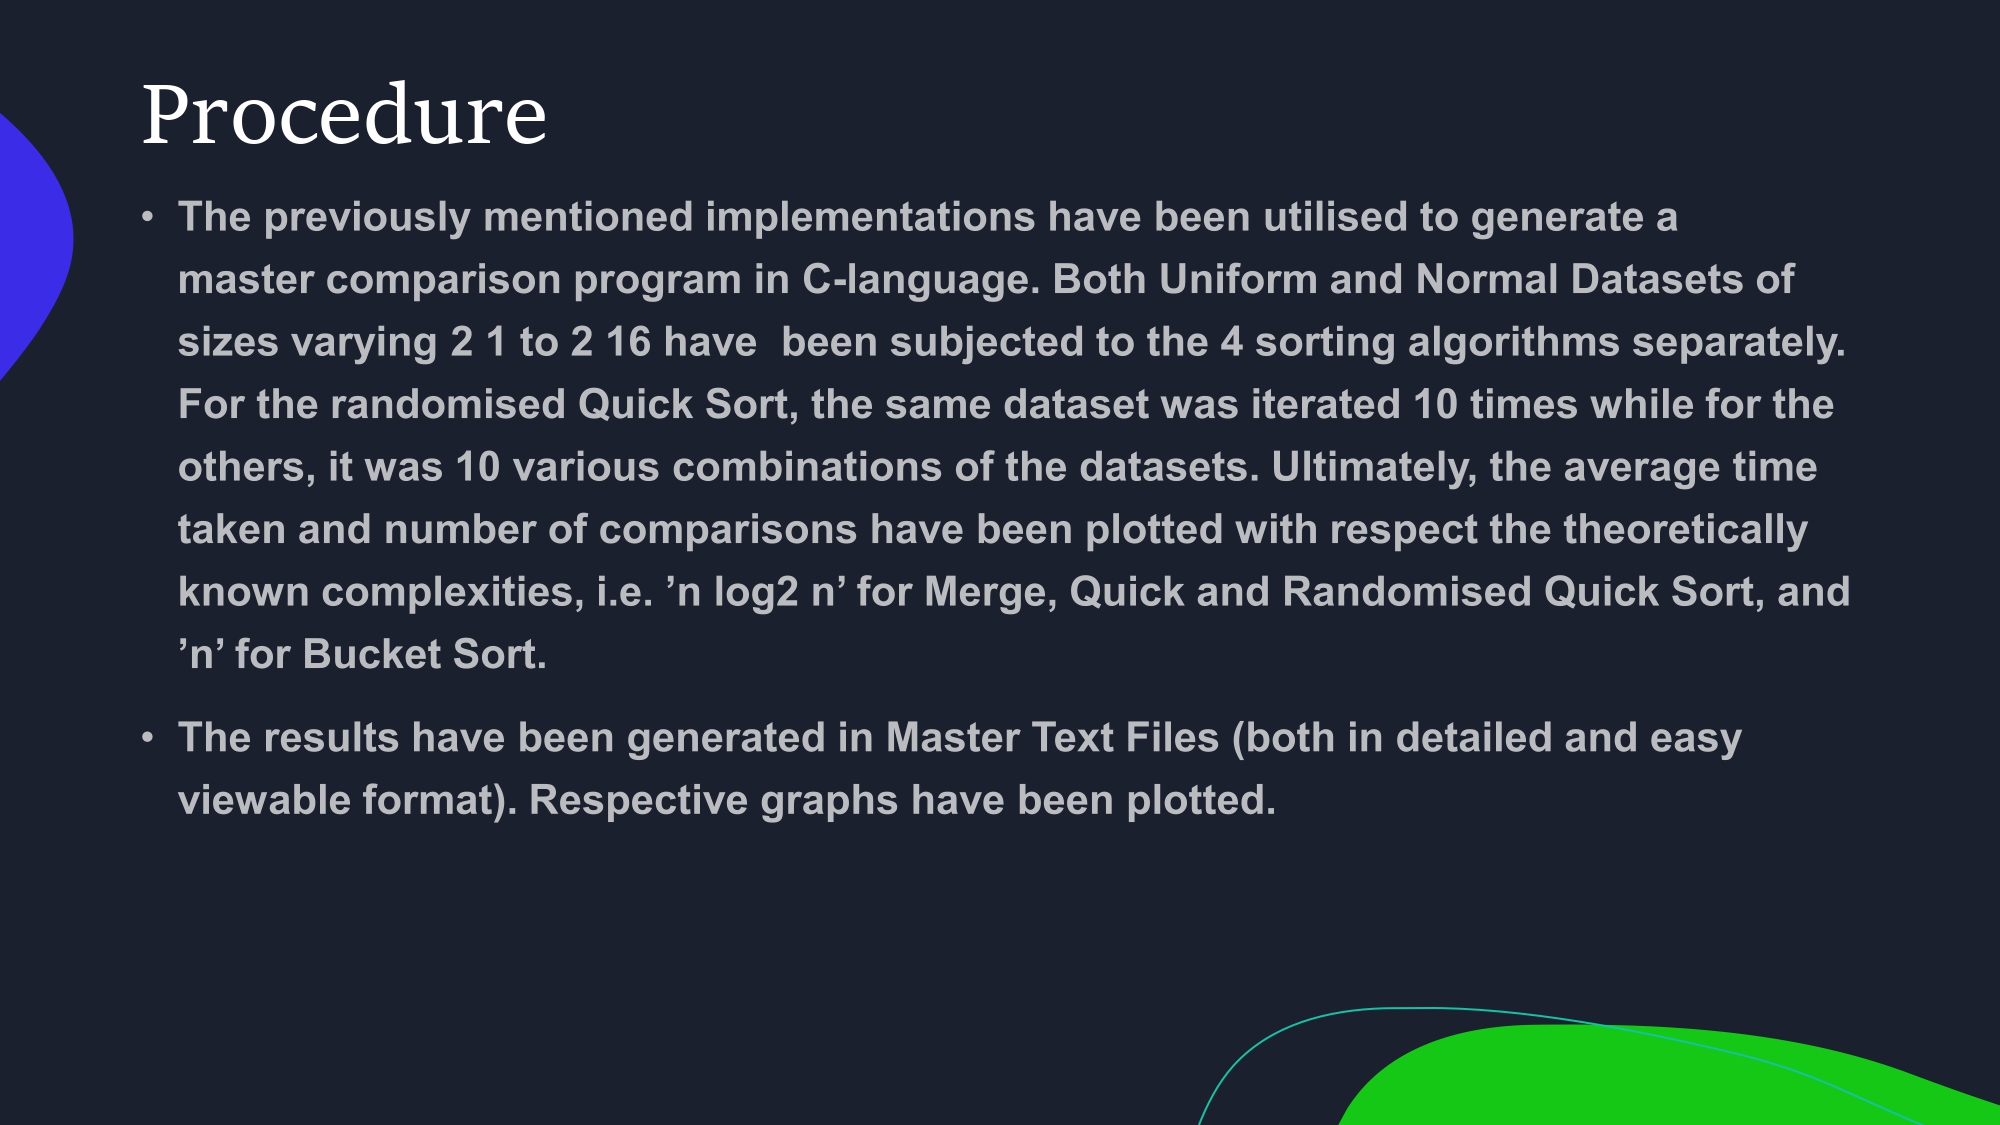 Procedure
• The previously mentioned implementations have been utilised to generate a
master comparison program in C-language. Both Uniform and Normal Datasets of
sizes varying 2 1 to 2 16 have  been subjected to the 4 sorting algorithms separately.
For the randomised Quick Sort, the same dataset was iterated 10 times while for the
others, it was 10 various combinations of the datasets. Ultimately, the average time
taken and number of comparisons have been plotted with respect the theoretically
known complexities, i.e. ’n log2 n’ for Merge, Quick and Randomised Quick Sort, and
’n’ for Bucket Sort.
• The results have been generated in Master Text Files (both in detailed and easy
viewable format). Respective graphs have been plotted.